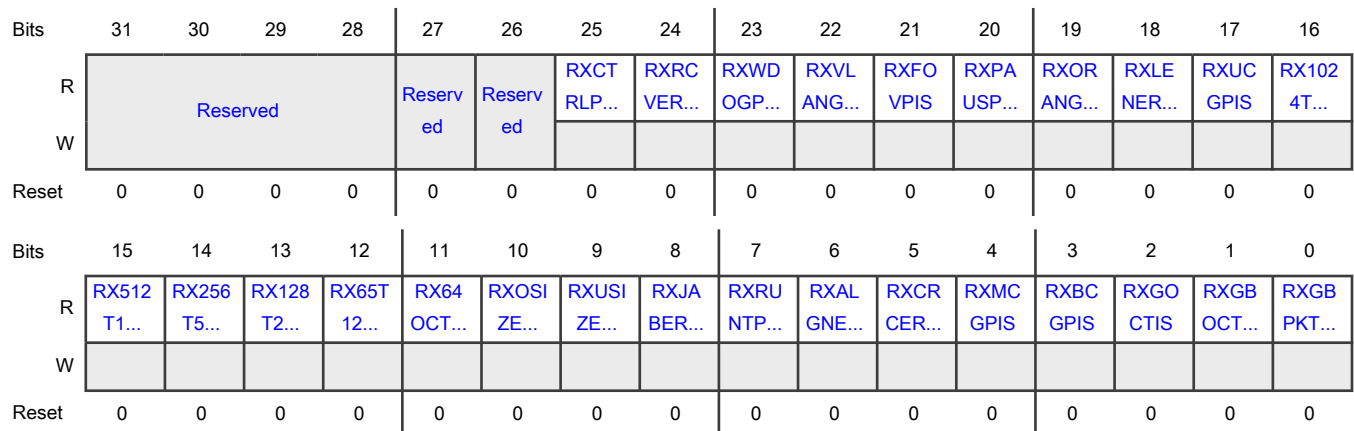 Bits 31 30 29 28 27 26 25 24 23 22 21 20 19 18 17 16
R Reserved Reserv Reserv RXCT RXRC RXWD RXVL RXFO RXPA RXOR RXLE RXUC RX102
ed ed RLP... VER... OGP... ANG... VPIS USP... ANG... NER... GPIS 4T...
W
Reset 0 0 0 0 0 0 0 0 0 0 0 0 0 0 0 0
Bits 15 14 13 12 11 10 9 8 7 6 5 4 3 2 1 0
R RX512 RX256 RX128 RX65T RX64 RXOSI RXUSI RXJA RXRU RXAL RXCR RXMC RXBC RXGO RXGB RXGB
T1... T5... T2... 12... OCT... ZE... ZE... BER... NTP... GNE... CER... GPIS GPIS CTIS OCT... PKT...
W
Reset 0 0 0 0 0 0 0 0 0 0 0 0 0 0 0 0